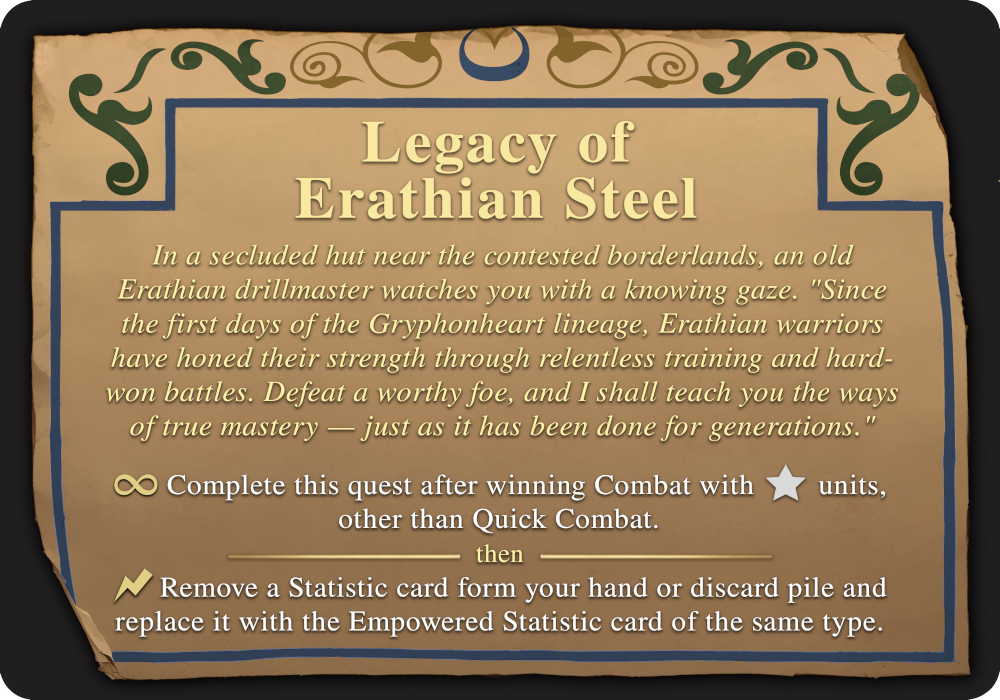 Legacy of
Erathian Steel
In a secluded hut near the contested borderlands, an old
Erathian drillmaster watches you with a knowing gaze. "Since
the first days of the Gryphonheart lineage, Erathian warriors
have honed their strength through relentless training and hard-
won battles. Defeat a worthy foe, and I shall teach you the ways
of true mastery — just as it has been done for generations."
Complete this quest after winning Combat with units,
other than Quick Combat.
then
Remove a Statistic card form your hand or discard pile and
replace it with the Empowered Statistic card of the same type.